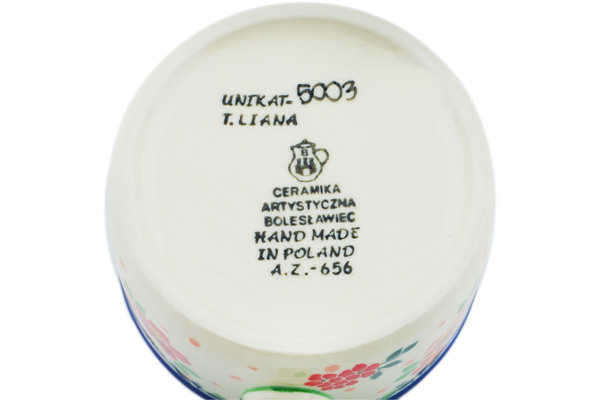 UNIKAT- 5003
T. LIANA
B
CERAMIKA
ARTYSTYCZNA
BOLESŁAWIEC
HAND MADE
IN POLAND
A.Z.-656